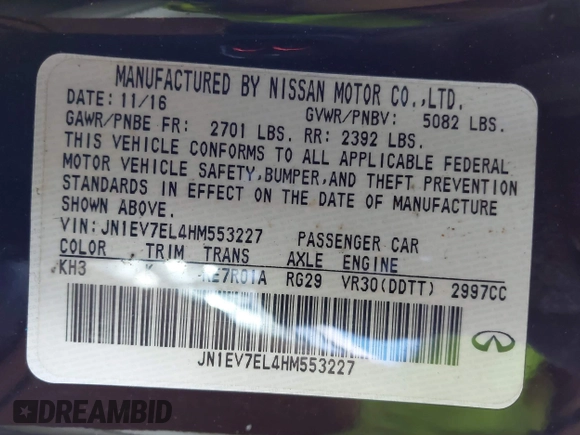 MANUFACTURED BY NISSAN MOTOR CO.,LTD.
DATE: 11/16 GVWR/PNBV: 5082 LBS.
GAWR/PNBE FR: 2701 LBS. RR: 2392 LBS.
THIS VEHICLE CONFORMS TO ALL APPLICABLE FEDERAL
MOTOR VEHICLE SAFETY,BUMPER,AND THEFT PREVENTION
STANDARDS IN EFFECT ON THE DATE OF MANUFACTURE
SHOWN ABOVE.
VIN: JN1EV7EL4HM553227 PASSENGER CAR
COLOR TRIM TRANS AXLE ENGINE
KH3 RE7R01A RG29 VR30(DDTT) 2997CC
JN1EV7EL4HM553227
DREAMBID